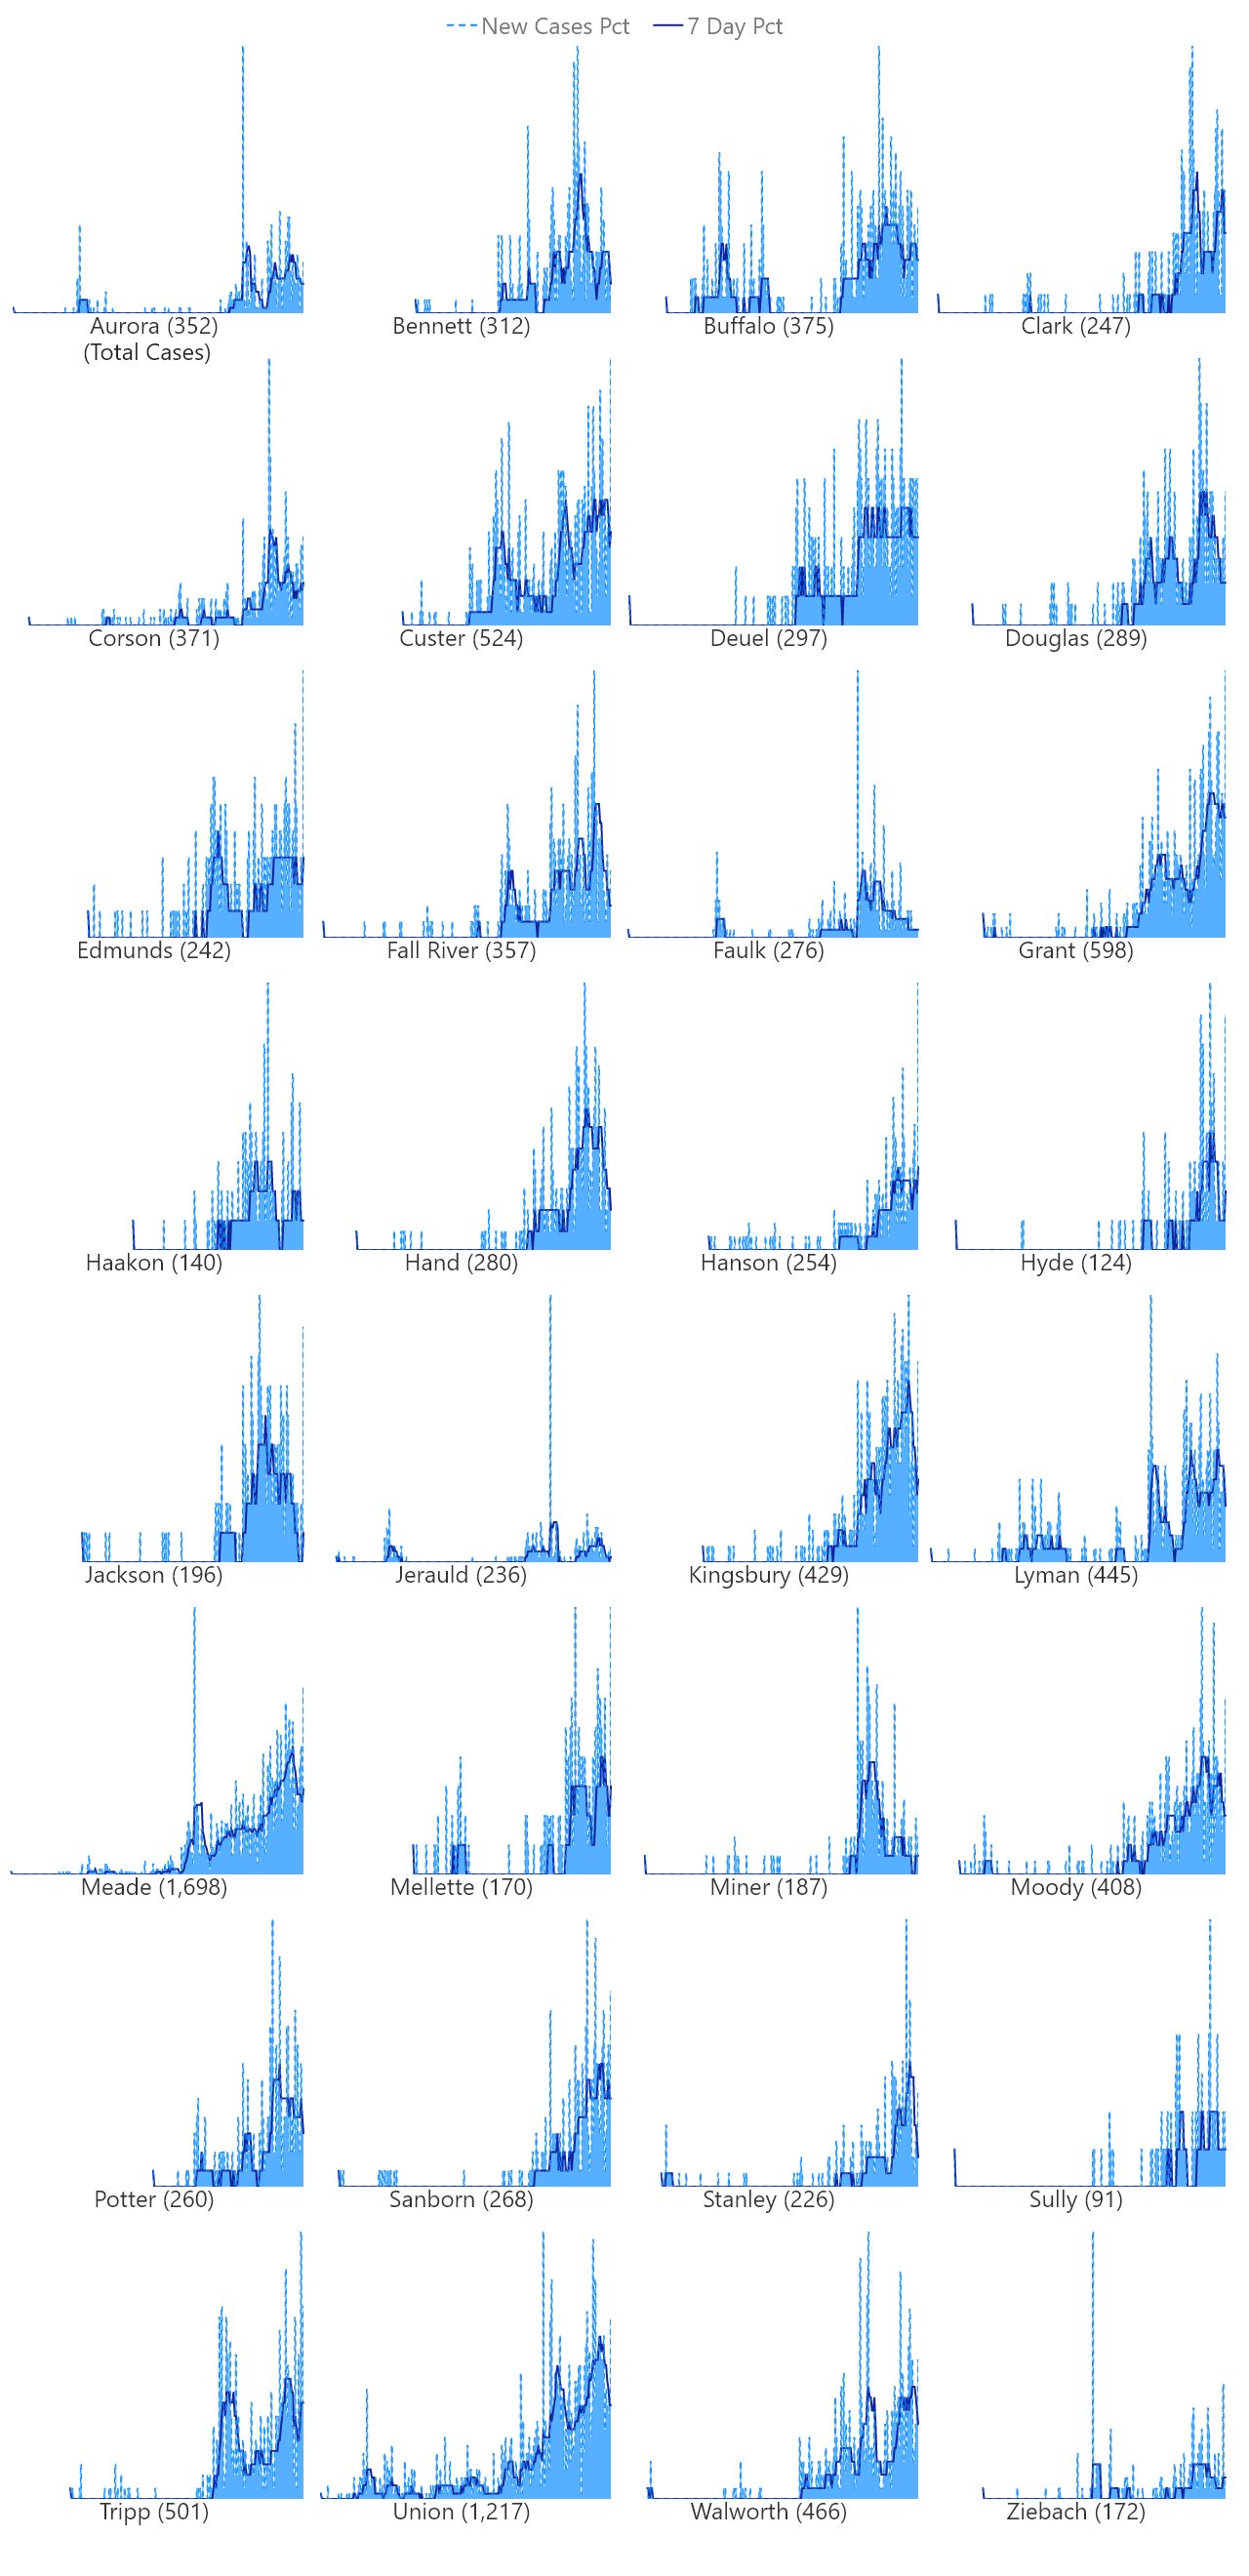 New Cases Pct 7 Day Pct
Aurora (352) Bennett (312) Buffalo (375) Clark (247)
(Total Cases)
Corson (371) Custer (524) Deuel (297) Douglas (289)
Edmunds (242) Fall River (357) Faulk (276) Grant (598)
Haakon (140) Hand (280) Hanson (254) Hyde (124)
Jackson (196) Jerauld (236) Kingsbury (429) Lyman (445)
Meade (1,698) Mellette (170) Miner (187) Moody (408)
Potter (260) Sanborn (268) Stanley (226) Sully (91)
Tripp (501) Union (1,217) Walworth (466) Ziebach (172)